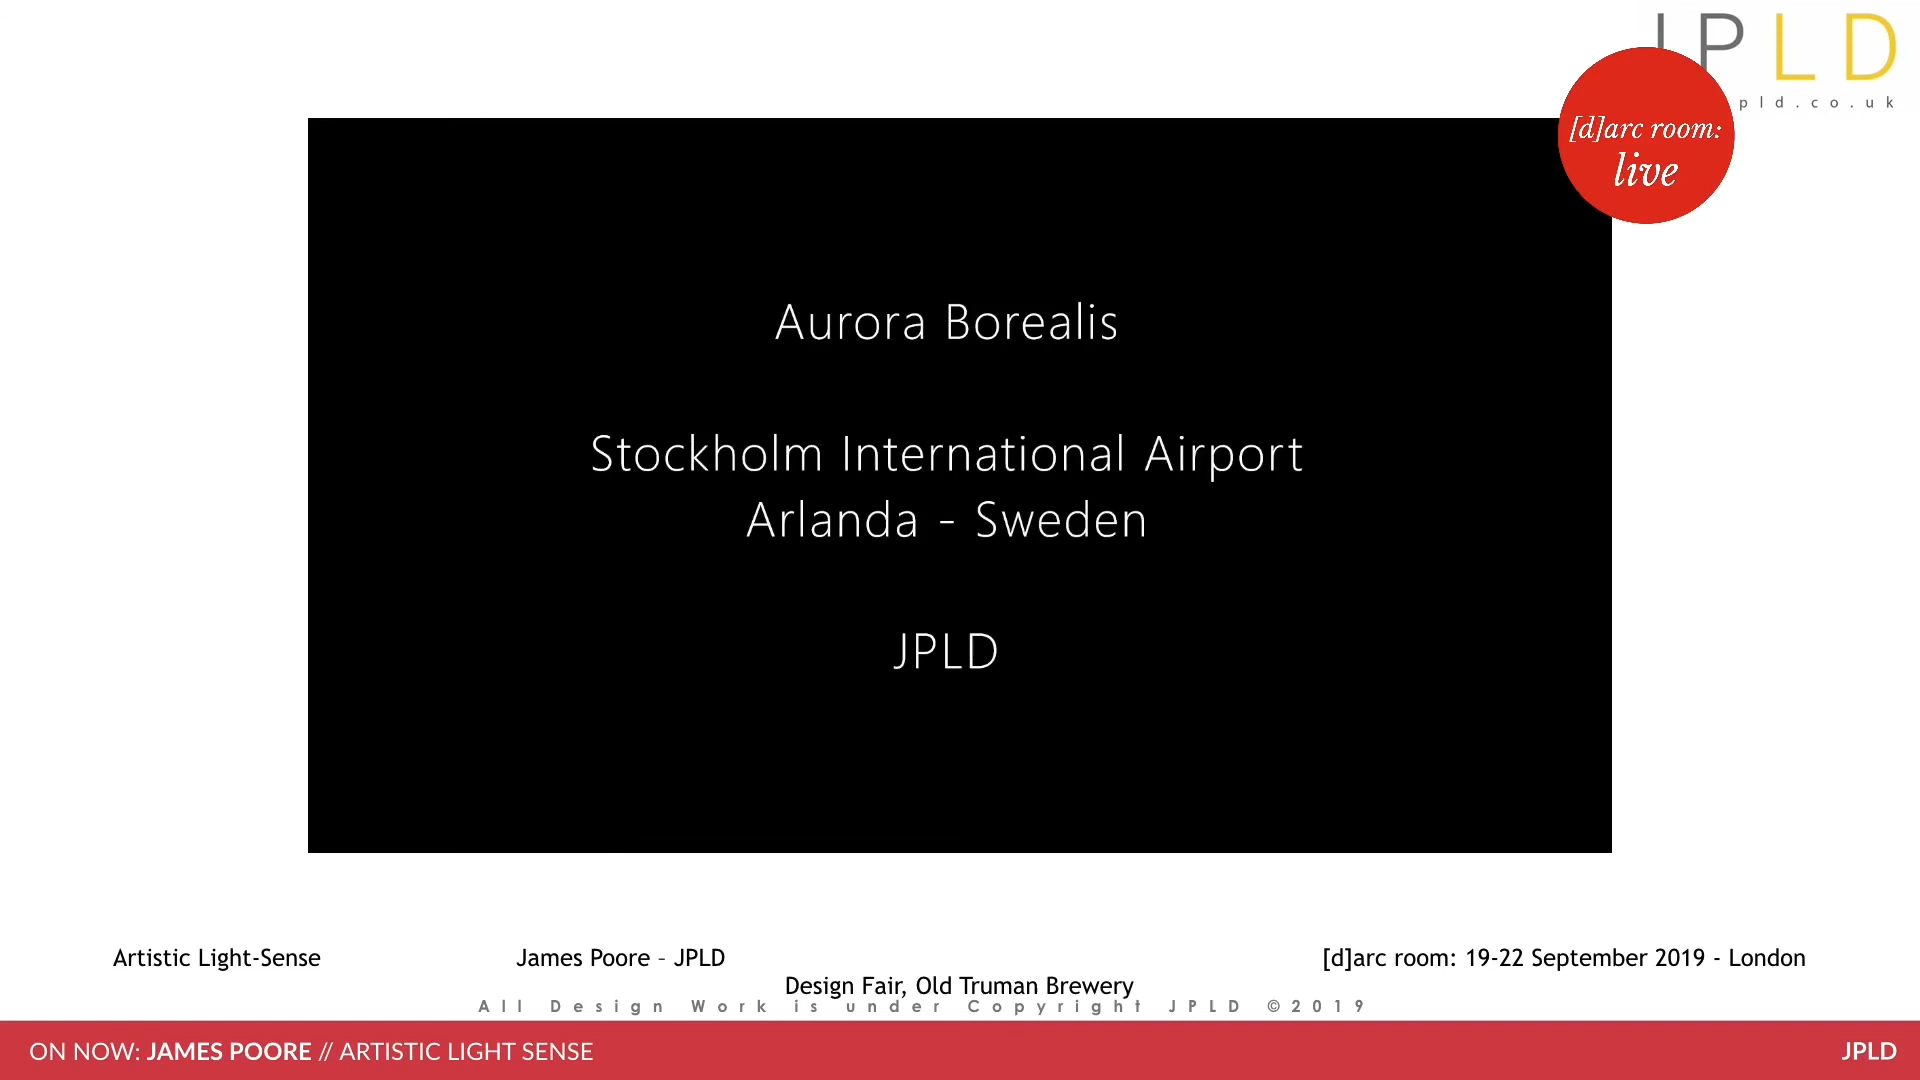 JPLD
pld.co.uk
[d]arc room:
live
Aurora Borealis
Stockholm International Airport
Arlanda - Sweden
JPLD
Artistic Light-Sense
James Poore – JPLD
[d]arc room: 19-22 September 2019 - London
Design Fair, Old Truman Brewery
All Design Work is under Copyright JPLD ©2019
ON NOW: JAMES POORE // ARTISTIC LIGHT SENSE
JPLD